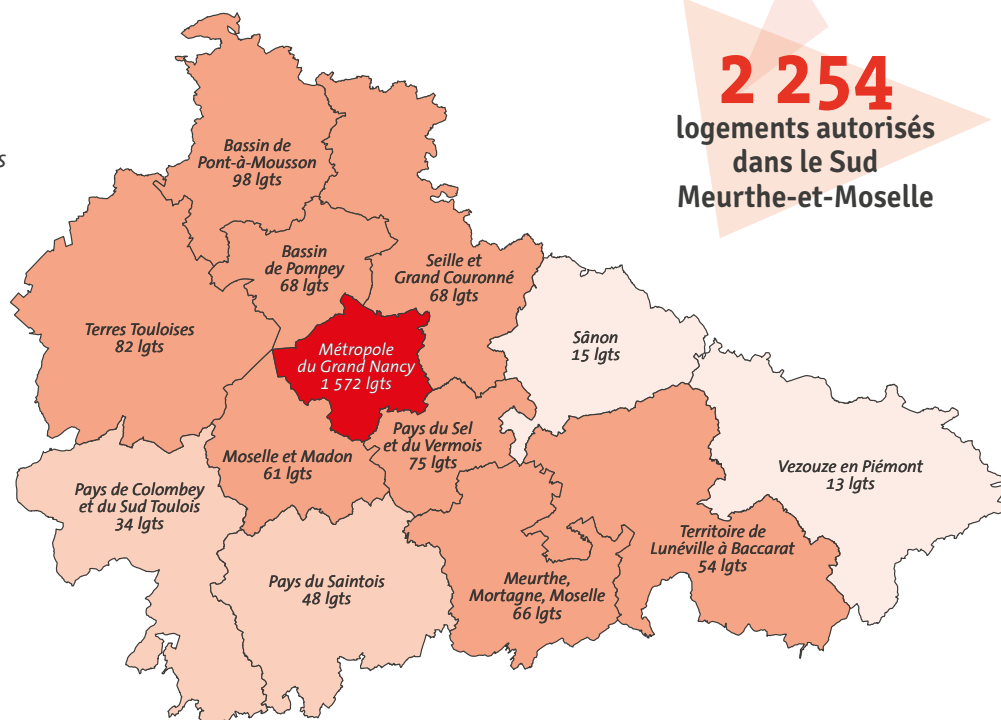 2 254
logements autorisés
dans le Sud
Meurthe-et-Moselle
s
Bassin de
Pont-à-Mousson
98 lgts
Bassin
de Pompey
68 lgts
Seille et
Grand Couronné
68 lgts
Terres Touloises
82 lgts
Métropole
du Grand Nancy
1 572 lgts
Sânon
15 lgts
Pays du Sel
et du Vermois
75 lgts
Moselle et Madon
61 lgts
Vezouze en Piémont
13 lgts
Pays de Colombey
et du Sud Toulois
34 lgts
Territoire de
Lunéville à Baccarat
54 lgts
Pays du Saintois
48 lgts
Meurthe,
Mortagne, Moselle
66 lgts